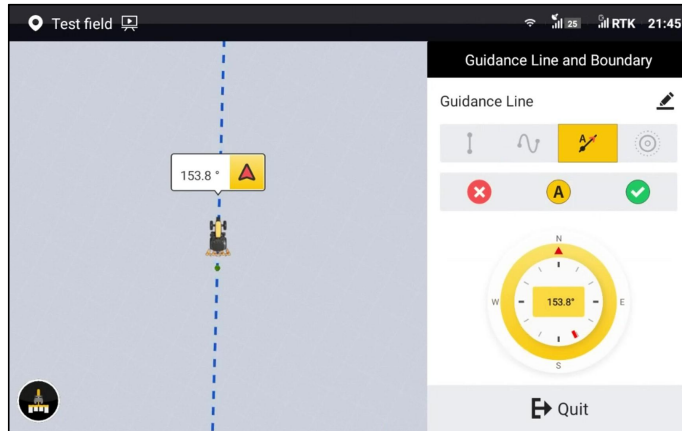 Test field
25
RTK 21:45
Guidance Line and Boundary
Guidance Line
A
A
153.8 °
N
W
153.8°
E
S
Quit